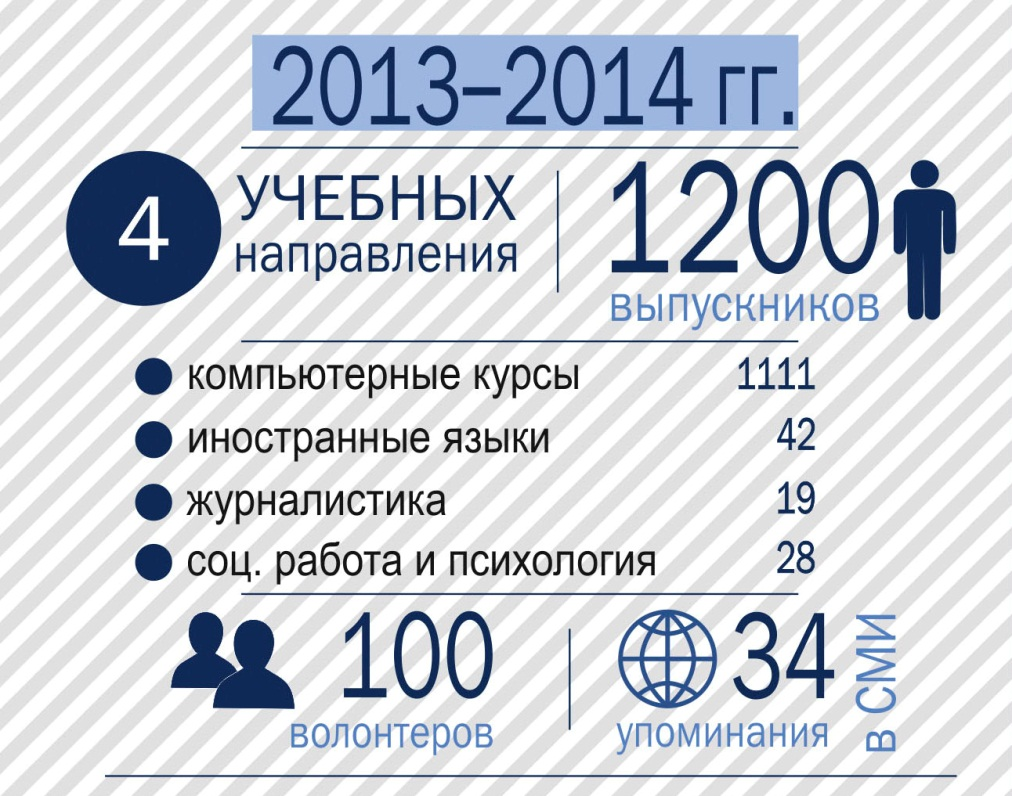 2013–2014 гг.
4 УЧЕБНЫХ
направления
1200
выпускников
компьютерные курсы 1111
иностранные языки 42
журналистика 19
соц. работа и психология 28
100
волонтеров
34
упоминания
в СМИ